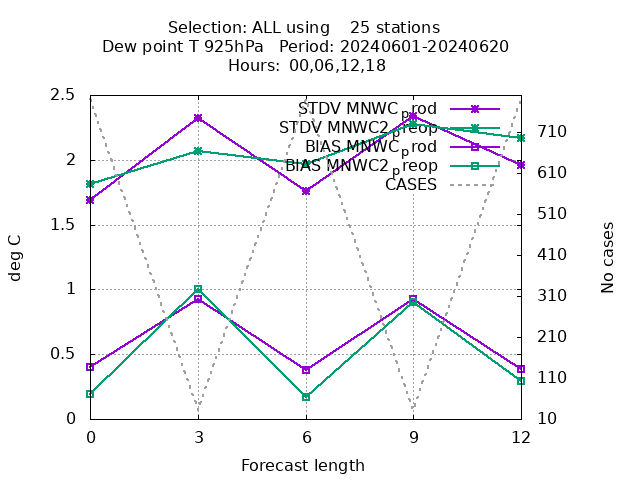 Selection: ALL using    25 stations
Dew point T 925hPa   Period: 20240601-20240620
Hours: 00,06,12,18
STDV MNWC_prod
STDV MNWC2_preop
BIAS MNWC_prod
BIAS MNWC2_preop
CASES
2.5
2
1.5
1
0.5
0
deg C
710
610
510
410
310
210
110
10
No cases
0 3 6 9 12
Forecast length